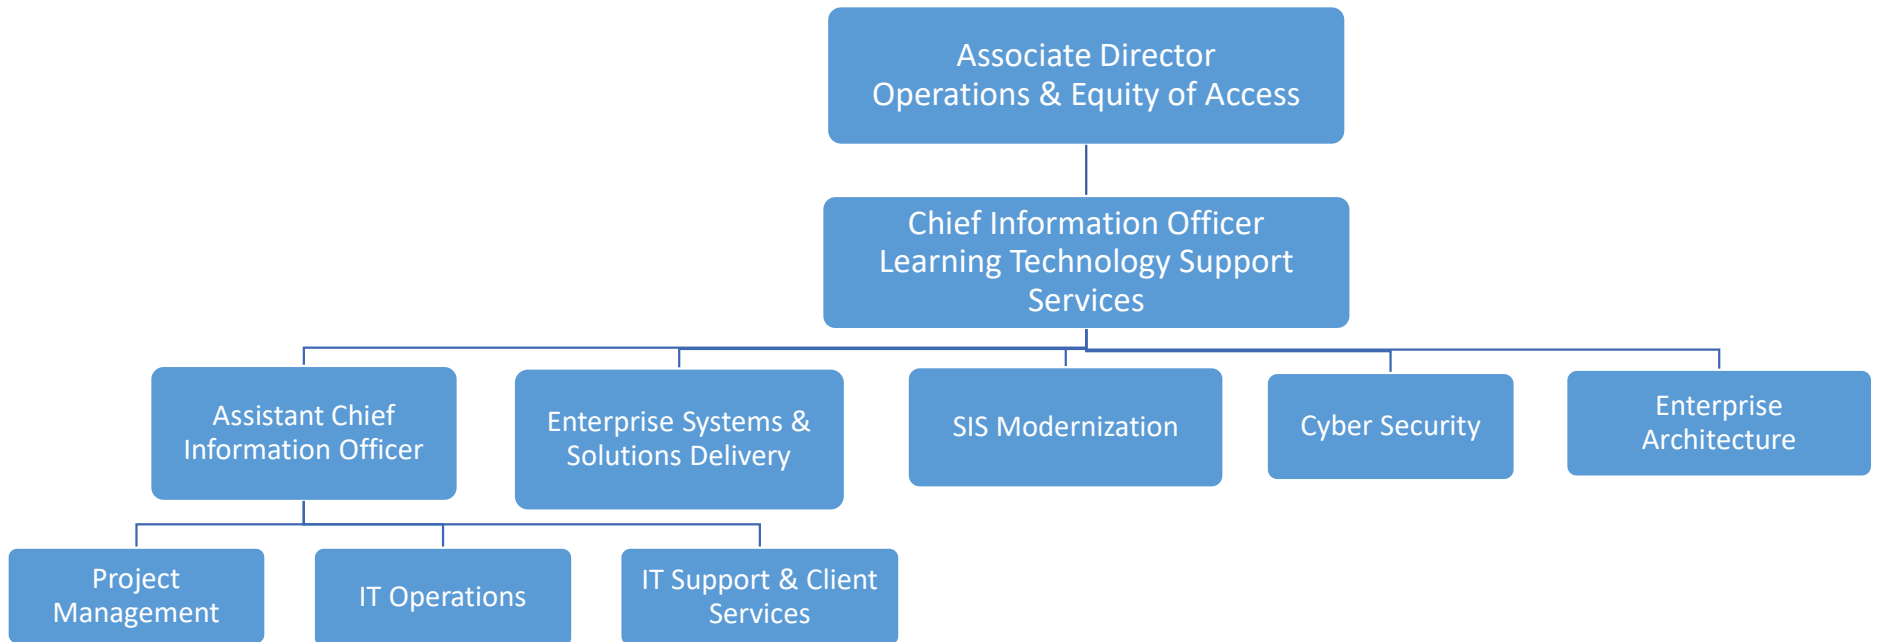 Associate Director
Operations & Equity of Access
Chief Information Officer
Learning Technology Support
Services
Assistant Chief
Information Officer
Enterprise Systems &
Solutions Delivery
SIS Modernization
Cyber Security
Enterprise
Architecture
Project
Management
IT Operations
IT Support & Client
Services